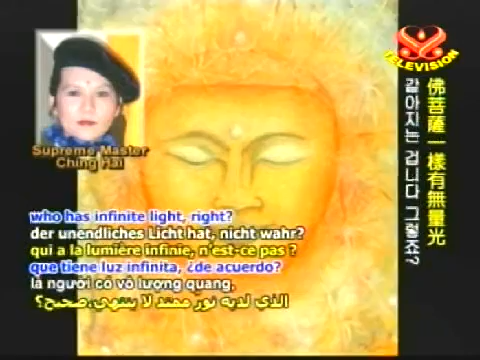 TELEVISION
Supreme Master
Ching Hai
佛菩薩一樣有無量光
같아지는 겁니다 그렇죠?
who has infinite light, right?
der unendliches Licht hat, nicht wahr?
qui a la lumière infinie, n'est-ce pas ?
que tiene luz infinita, ¿de acuerdo?
là người có vô lượng quang,
الذي لديه نور ممتد لا ينتهي،صحيح؟